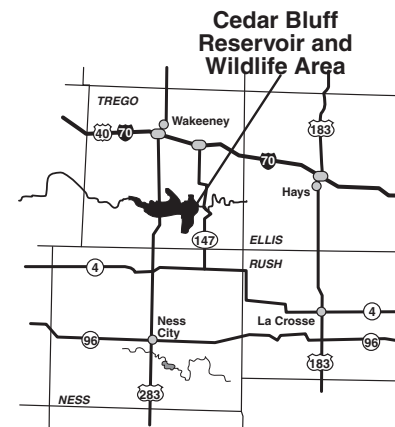 Cedar Bluff
Reservoir and
Wildlife Area
TREGO
Wakeeney
40
70
183
70
Hays
147
ELLIS
RUSH
4
Ness
City
La Crosse
4
96
96
183
283
NESS